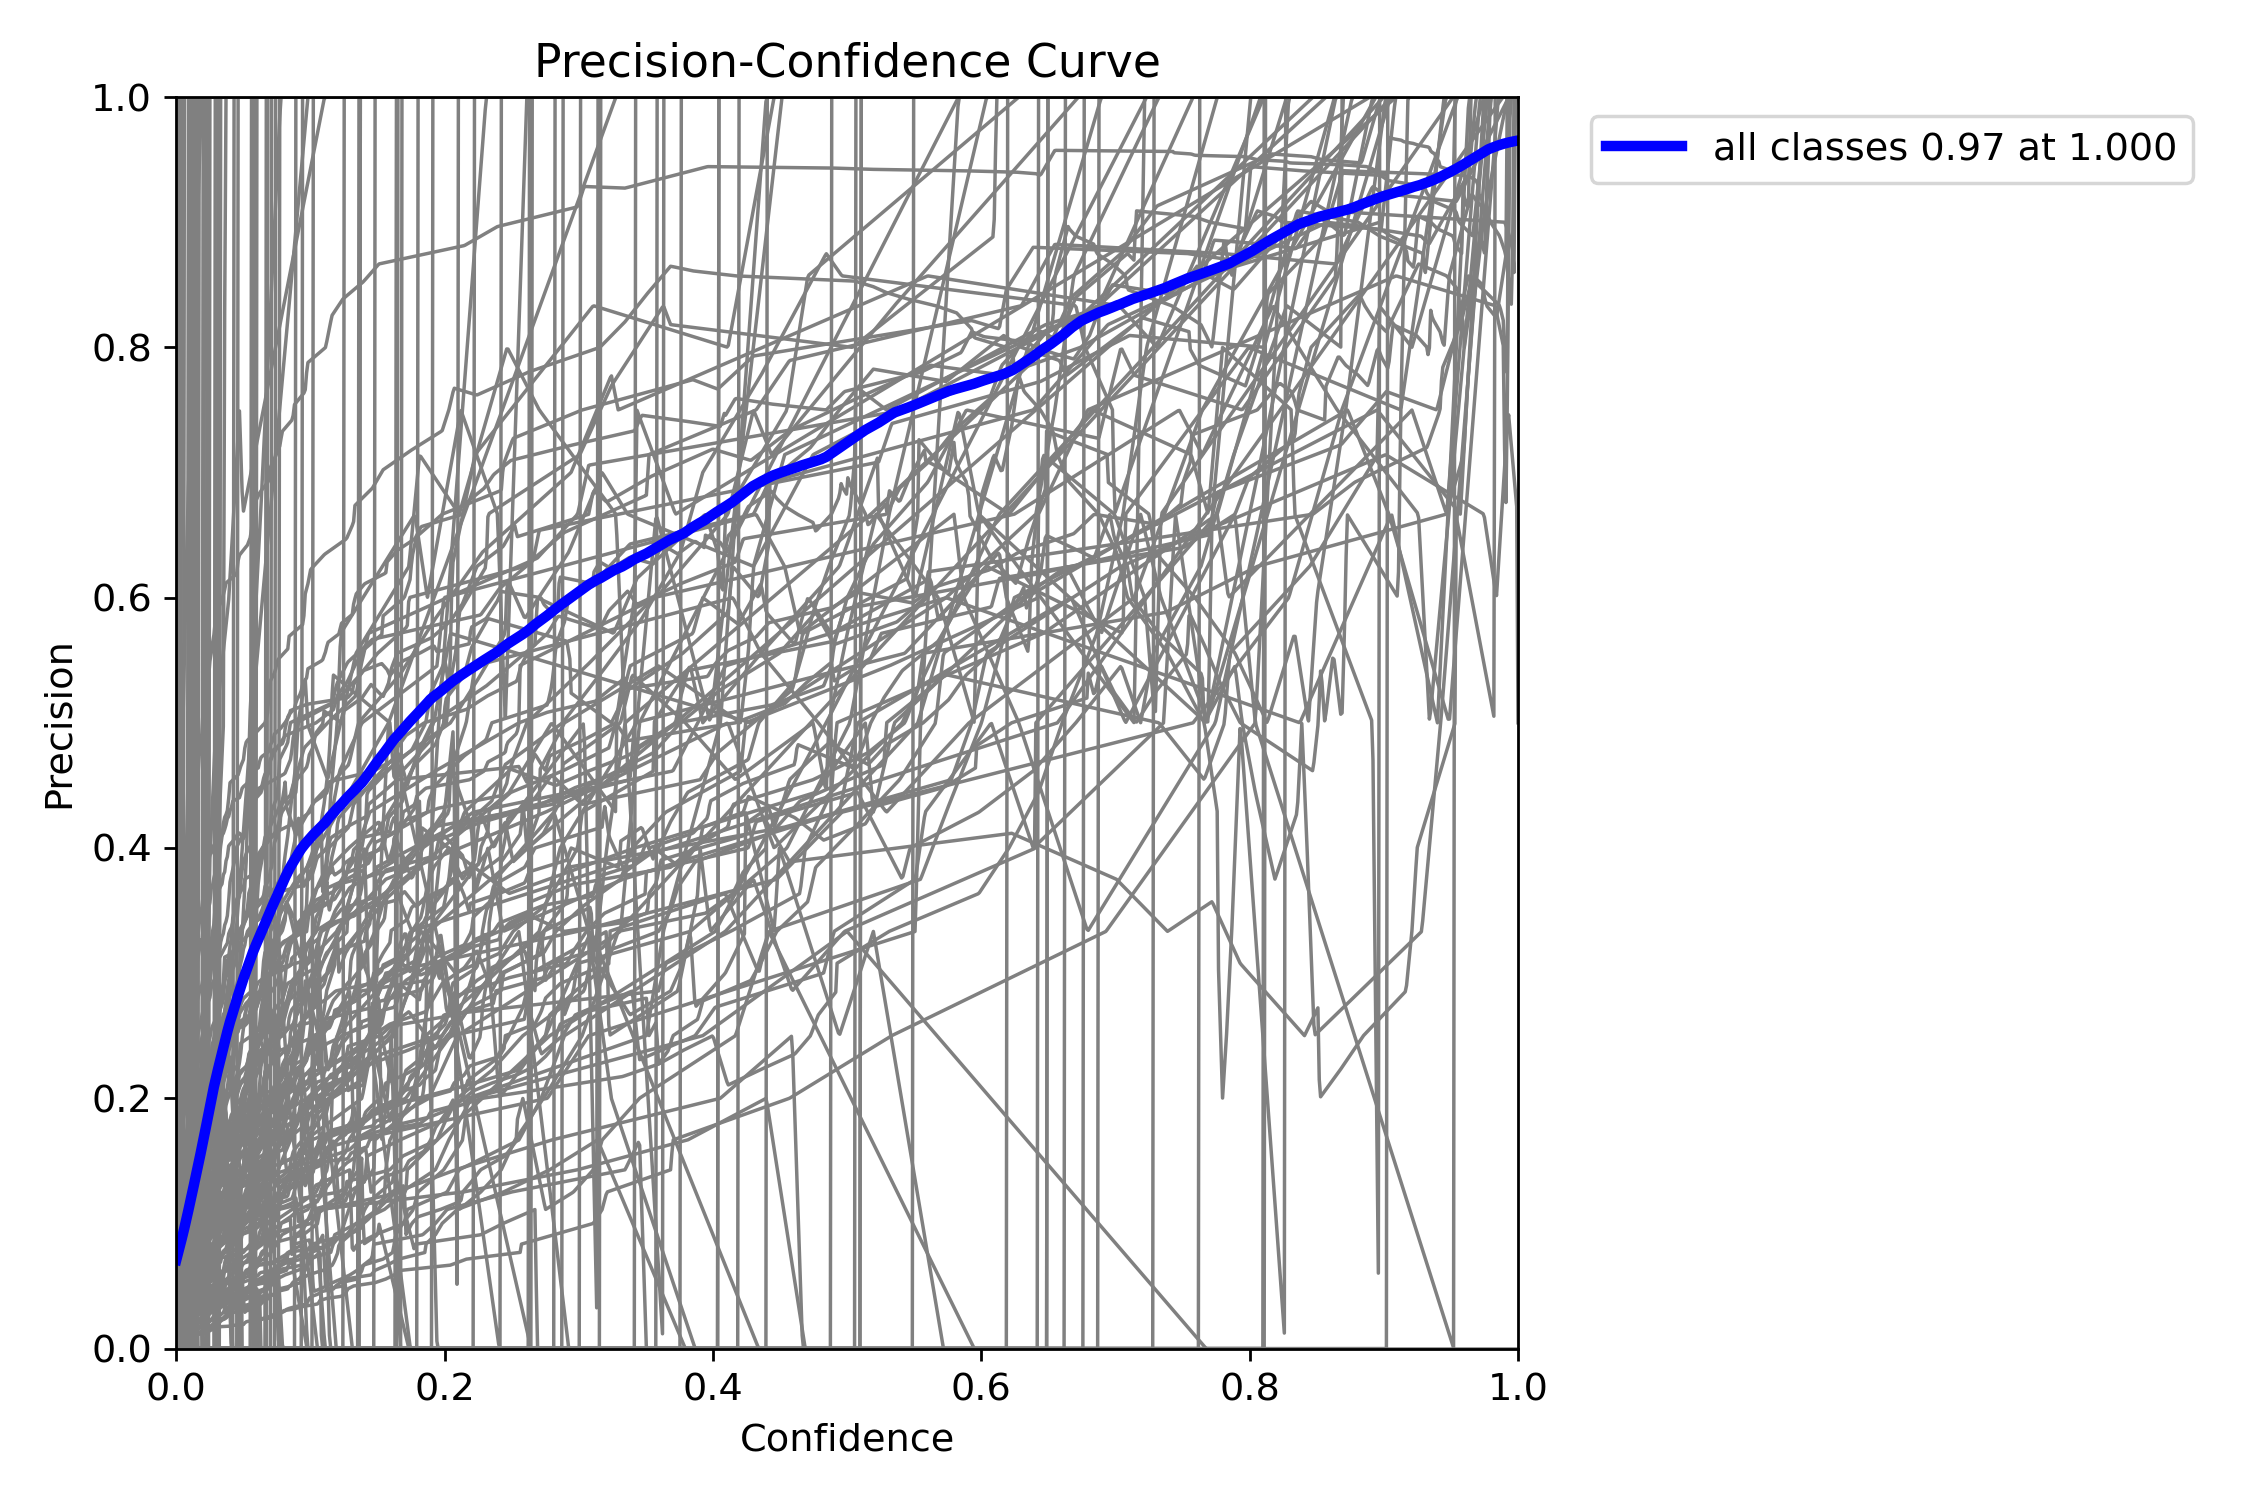 Precision-Confidence Curve
all classes 0.97 at 1.000
1.0
0.8
0.6
0.4
0.2
0.0
Precision
0.0 0.2 0.4 0.6 0.8 1.0
Confidence